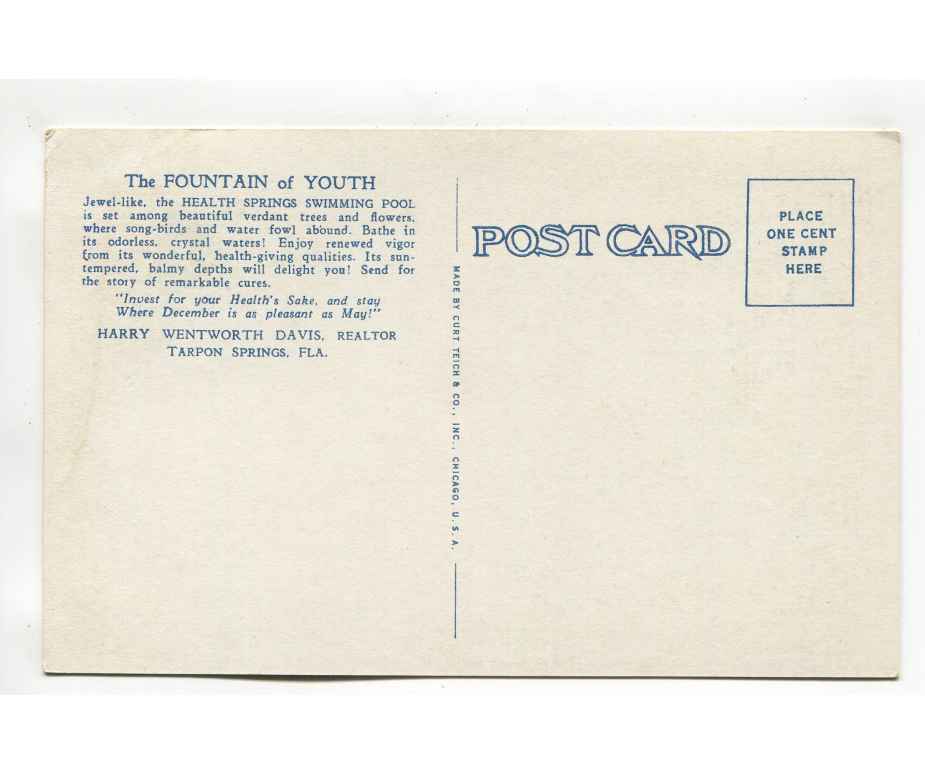 The FOUNTAIN of YOUTH
Jewel-like, the HEALTH SPRINGS SWIMMING POOL
is set among beautiful verdant trees and flowers,
where song-birds and water fowl abound. Bathe in
its odorless, crystal waters! Enjoy renewed vigor
from its wonderful, health-giving qualities. Its sun-
tempered, balmy depths will delight you! Send for
the story of remarkable cures.
"Invest for your Health's Sake, and stay
Where December is as pleasant as May!"
HARRY WENTWORTH DAVIS, REALTOR
TARPON SPRINGS, FLA.
MADE BY CURT TEICH & CO., INC., CHICAGO, U. S. A.
POST CARD
PLACE
ONE CENT
STAMP
HERE